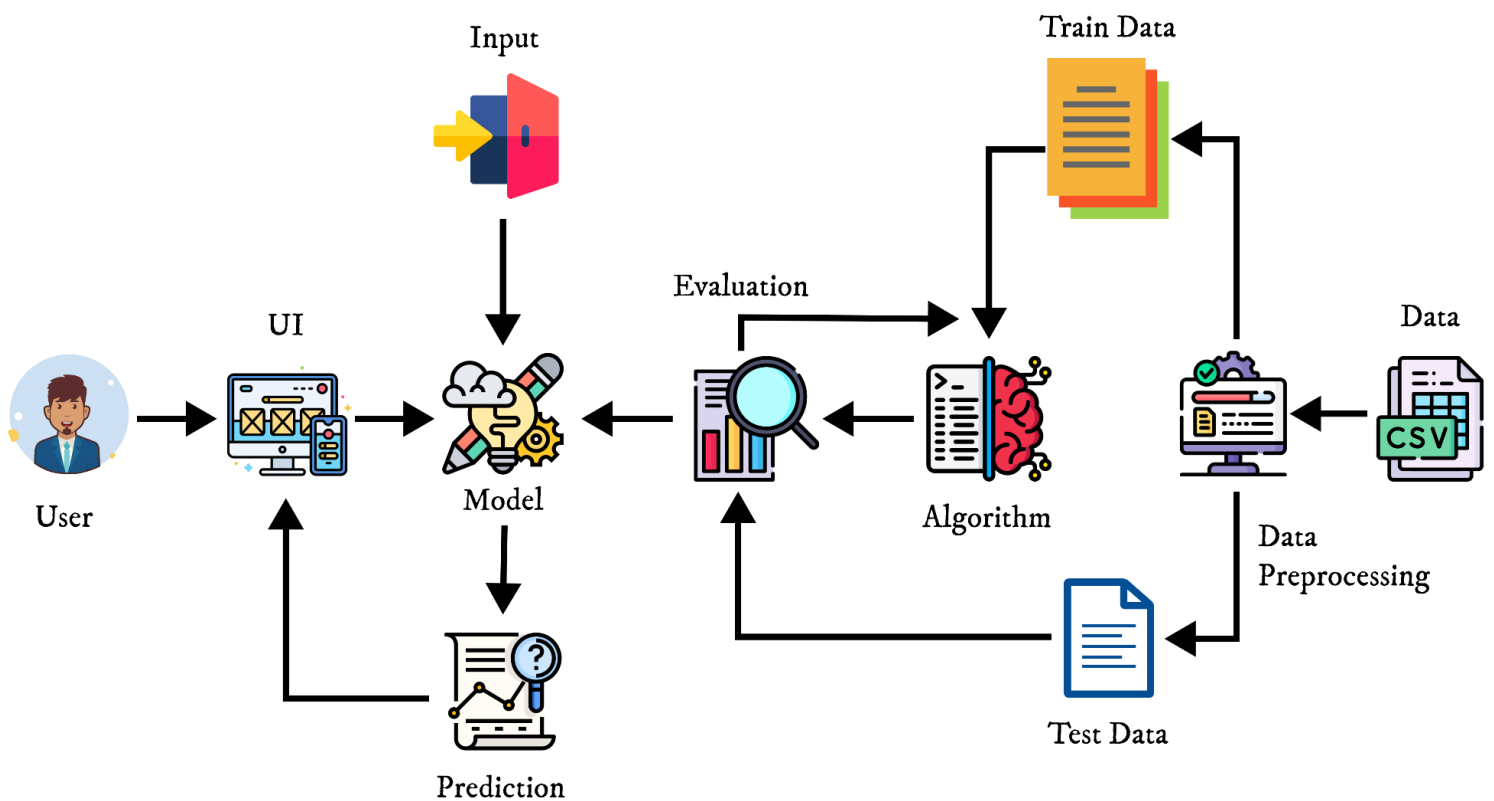 Input
Train Data
Evaluation
UI
Data
CSV
Model
User
Algorithm
Data
Preprocessing
Test Data
Prediction
?